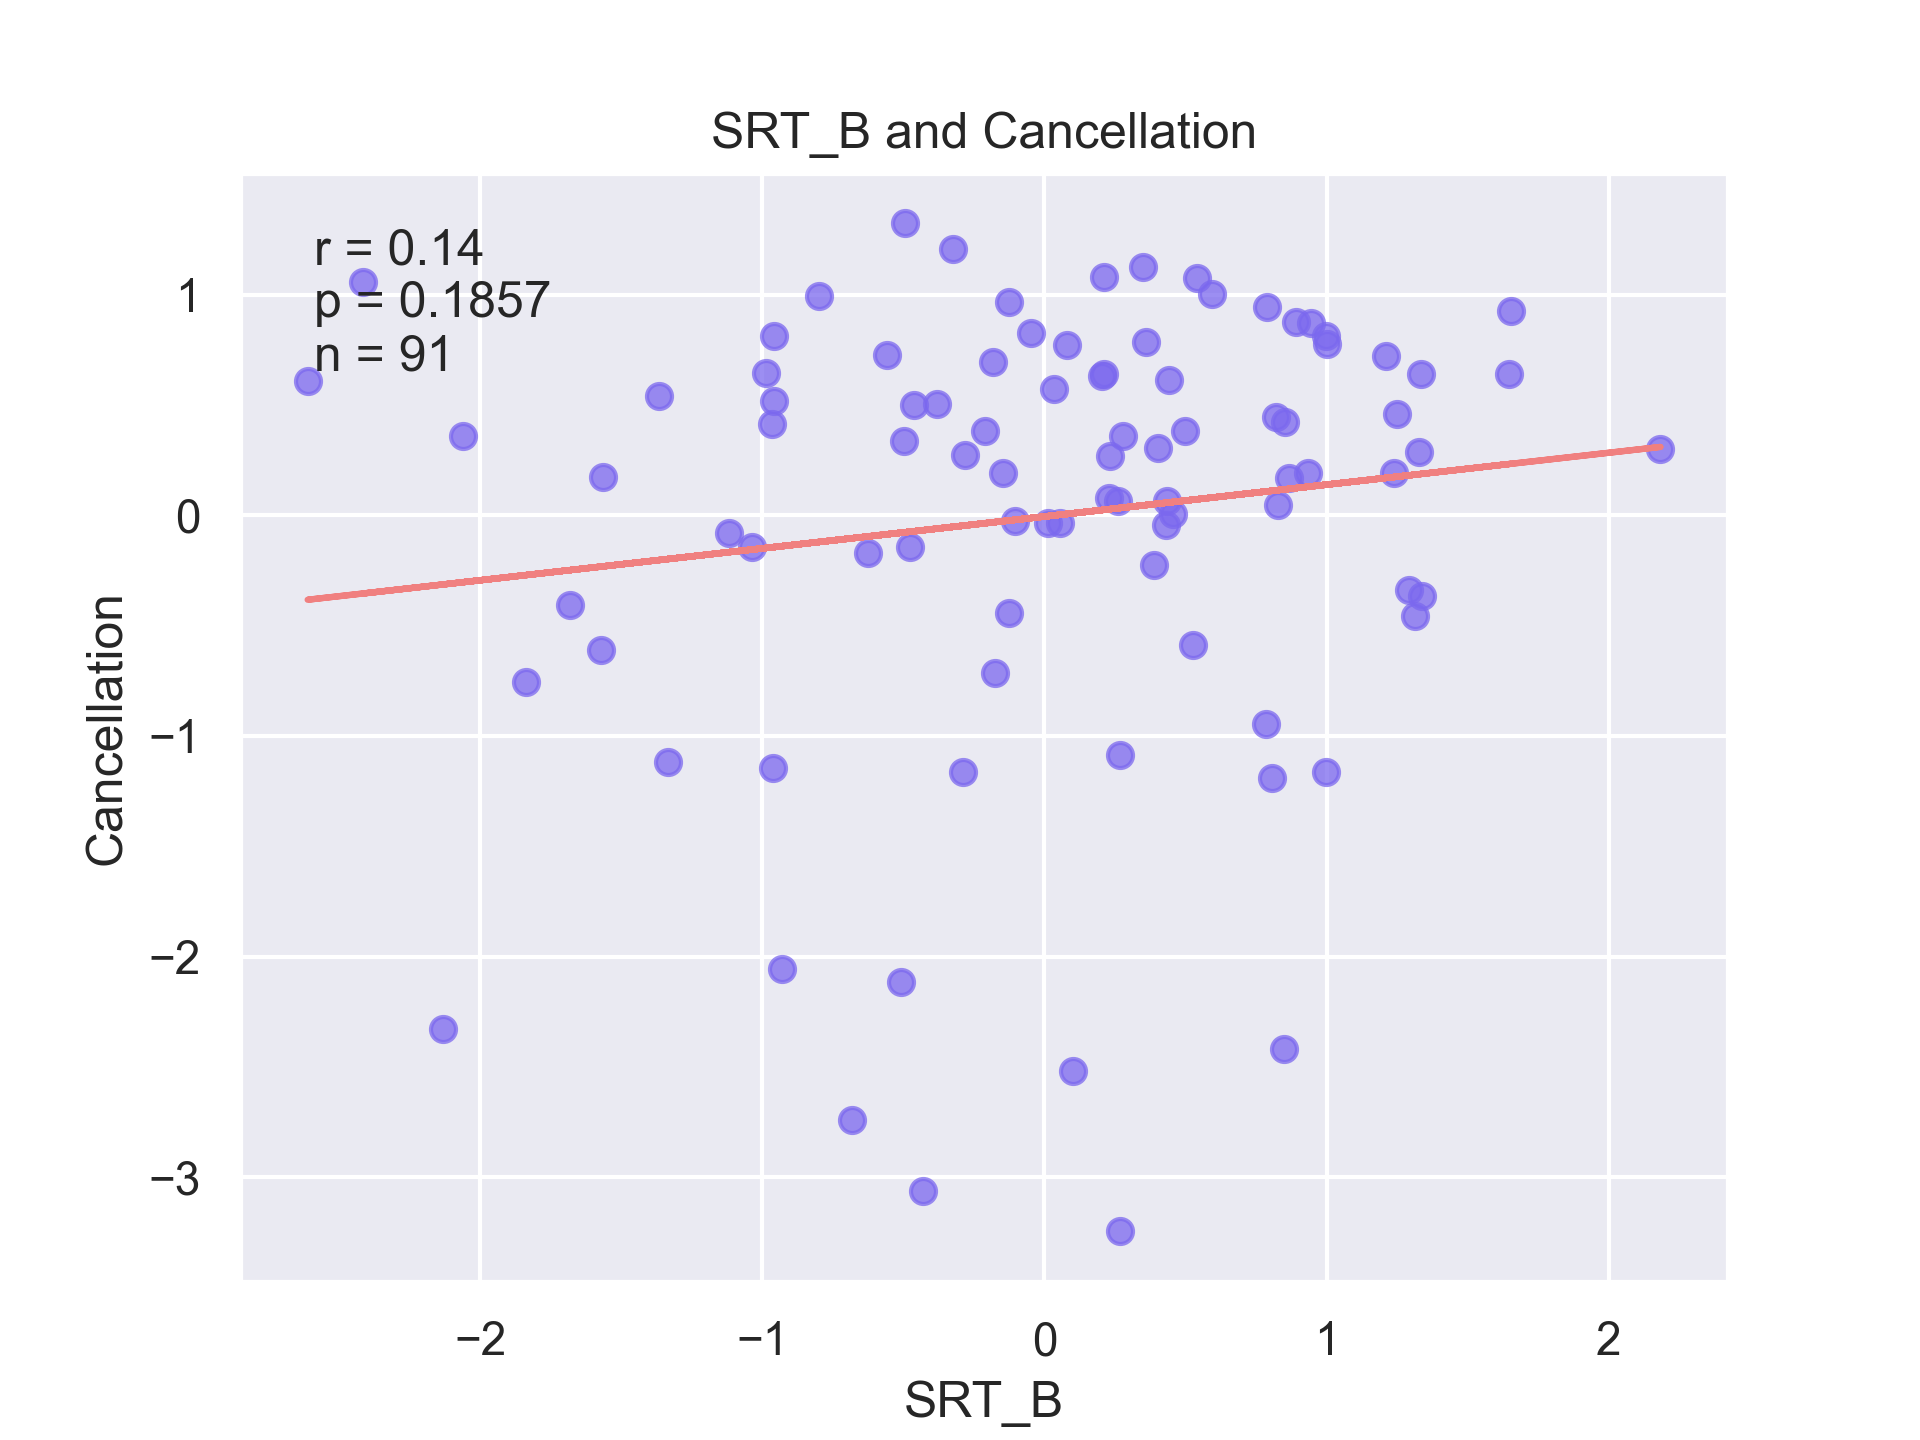 SRT_B and Cancellation
r = 0.14
p = 0.1857
n = 91
1
0
−1
−2
−3
Cancellation
−2
−1
0
1
2
SRT_B